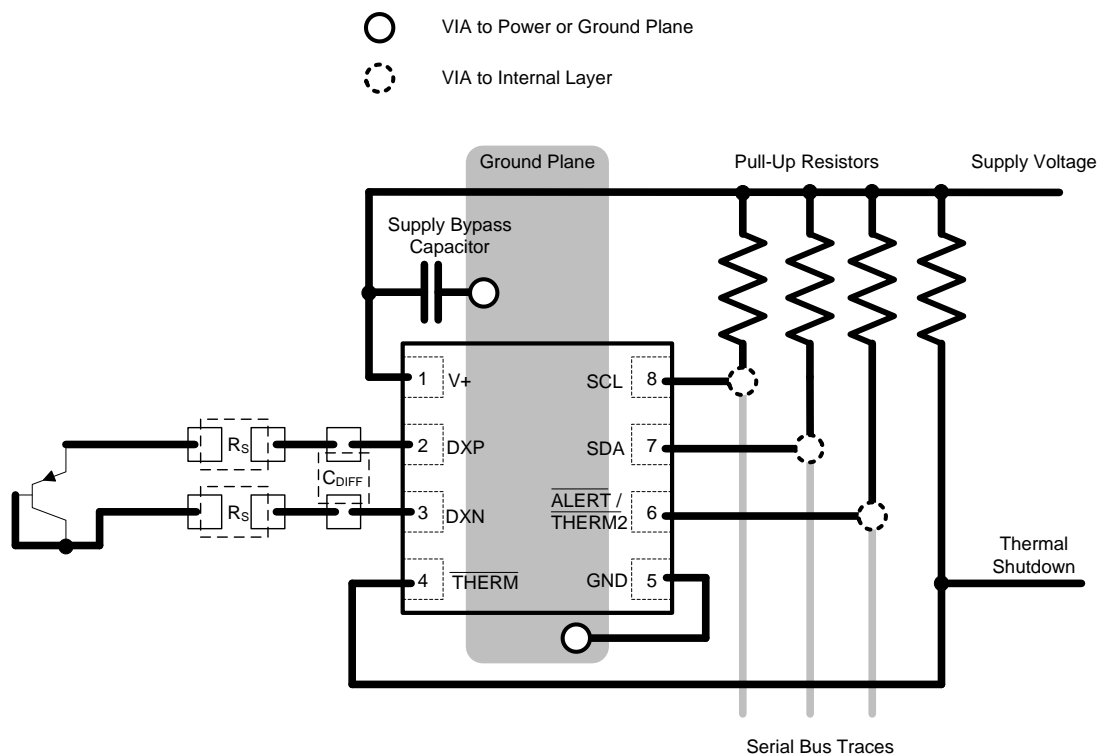 VIA to Power or Ground Plane
VIA to Internal Layer
Ground Plane
Pull-Up Resistors
Supply Voltage
Supply Bypass
Capacitor
1
V+
SCL
8
RS
2
DXP
SDA
7
CDIFF
RS
3
DXN
ALERT /
THERM2
6
4
THERM
GND
5
Thermal
Shutdown
Serial Bus Traces